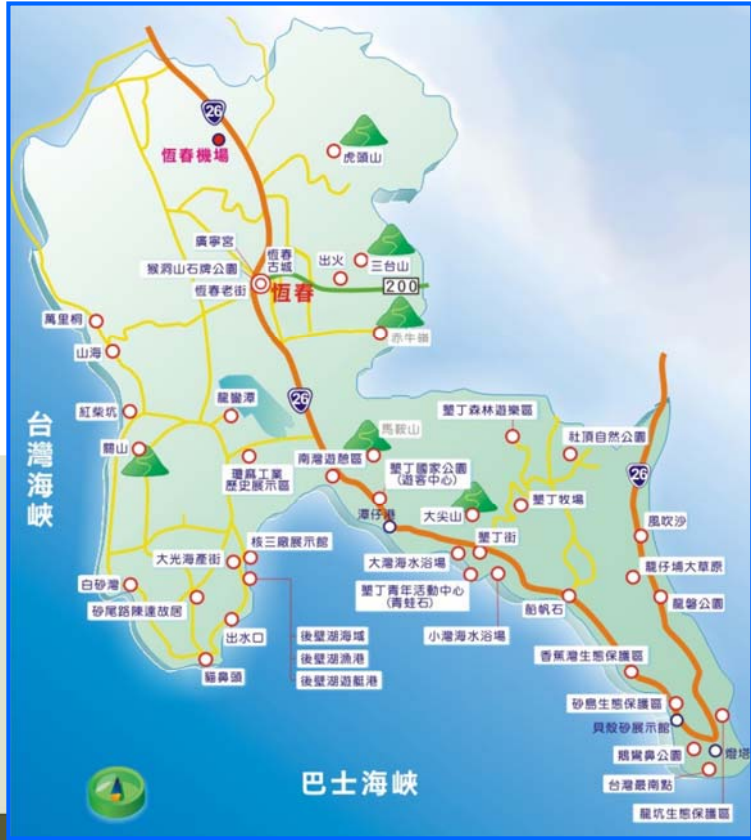 26
恆春機場
虎頭山
廣寧宮
恆春
古城
出火
三台山
猴洞山石牌公園
恆春老街
恆春
200
萬里桐
赤牛嶺
山海
台灣海峽
紅柴坑
龍鑾潭
26
墾丁森林遊樂區
社頂自然公園
關山
馬鞍山
瓊麻工業
歷史展示區
南灣遊憩區
墾丁國家公園
(遊客中心)
26
墾丁牧場
潭仔港
大尖山
風吹沙
核三廠展示館
大光海產街
大灣海水浴場
墾丁街
白砂灣
墾丁青年活動中心
(青蛙石)
龍仔埔大草原
砂尾路陳達故居
船帆石
龍磐公園
出水口
後壁湖海域
小灣海水浴場
後壁湖漁港
香蕉灣生態保護區
貓鼻頭
後壁湖遊艇港
砂島生態保護區
貝殼砂展示館
鵝鸞鼻公園
燈塔
巴士海峽
台灣最南點
龍坑生態保護區